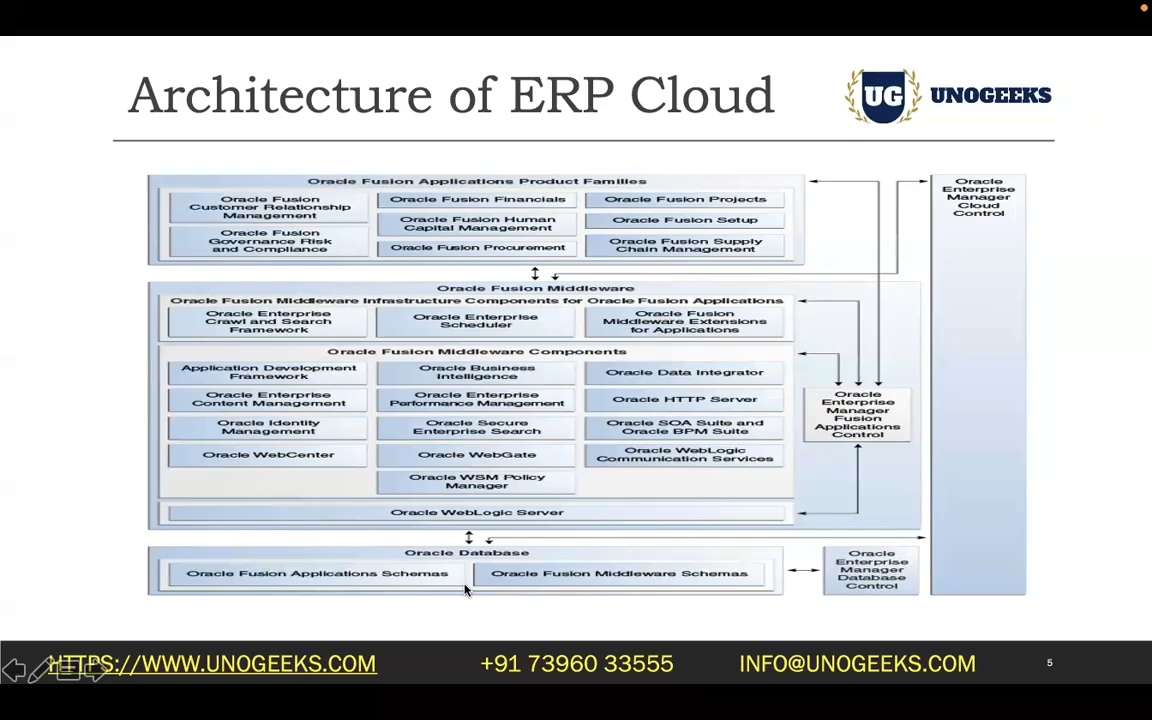 Architecture of ERP Cloud
UG
UNOGEEKS
Oracle Fusion Applications Product Families
Oracle Fusion
Customer Relationship
Management
Oracle Fusion Financials
Oracle Fusion Projects
Oracle Fusion Human
Capital Management
Oracle Fusion Setup
Oracle Fusion
Governance Risk
and Compliance
Oracle Fusion Procurement
Oracle Fusion Supply
Chain Management
Oracle
Enterprise
Manager
Cloud
Control
Oracle Fusion Middleware
Oracle Fusion Middleware Infrastructure Components for Oracle Fusion Applications
Oracle Enterprise
Crawl and Search
Framework
Oracle Enterprise
Scheduler
Oracle Fusion
Middleware Extensions
for Applications
Oracle Fusion Middleware Components
Application Development
Framework
Oracle Business
Intelligence
Oracle Data Integrator
Oracle Enterprise
Content Management
Oracle Enterprise
Performance Management
Oracle HTTP Server
Oracle Identity
Management
Oracle Secure
Enterprise Search
Oracle SOA Suite and
Oracle BPM Suite
Oracle WebCenter
Oracle WebGate
Oracle WebLogic
Communication Services
Oracle WSM Policy
Manager
Oracle
Enterprise
Manager
Fusion
Applications
Control
Oracle WebLogic Server
Oracle Database
Oracle Fusion Applications Schemas
Oracle Fusion Middleware Schemas
Oracle
Enterprise
Manager
Database
Control
HTTPS://WWW.UNOGEEKS.COM
+91 73960 33555
INFO@UNOGEEKS.COM
5